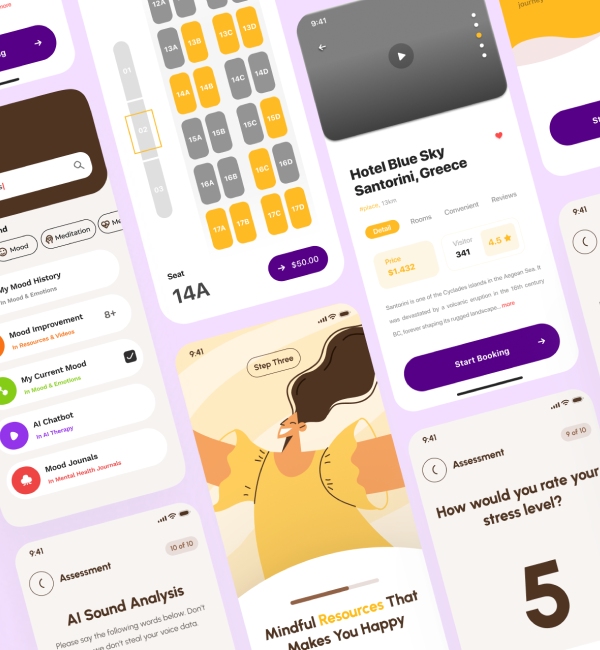 more
12A
13A
13B
13C
13D
14A
14B
14C
14D
15A
15B
15C
15D
16A
16B
16C
16D
17A
17B
17C
17D
01
02
03
Seat
14A
$50.00
9:41
Hotel Blue Sky
Santorini, Greece
#place, 13km
Detail
Rooms
Convenient
Reviews
Price
$1.432
Visitor
341
4.5
Santorini is one of the Cyclades islands in the Aegean Sea. It
was devastated by a volcanic eruption in the 16th century
BC, forever shaping its rugged landscape...more
Start Booking
journey
9:41
Mood
Meditation
My Mood History
In Mood & Emotions
Mood Improvement
In Resources & Videos
8+
My Current Mood
In Mood & Emotions
AI Chatbot
In AI Therapy
Mood Jounals
In Mental Health Journals
9:41
Step Three
Mindful Resources That
Makes You Happy
9:41
Assessment
10 of 10
AI Sound Analysis
Please say the following words below. Don't
we don't steal your voice data.
9:41
Assessment
9 of 10
How would you rate your
stress level?
5